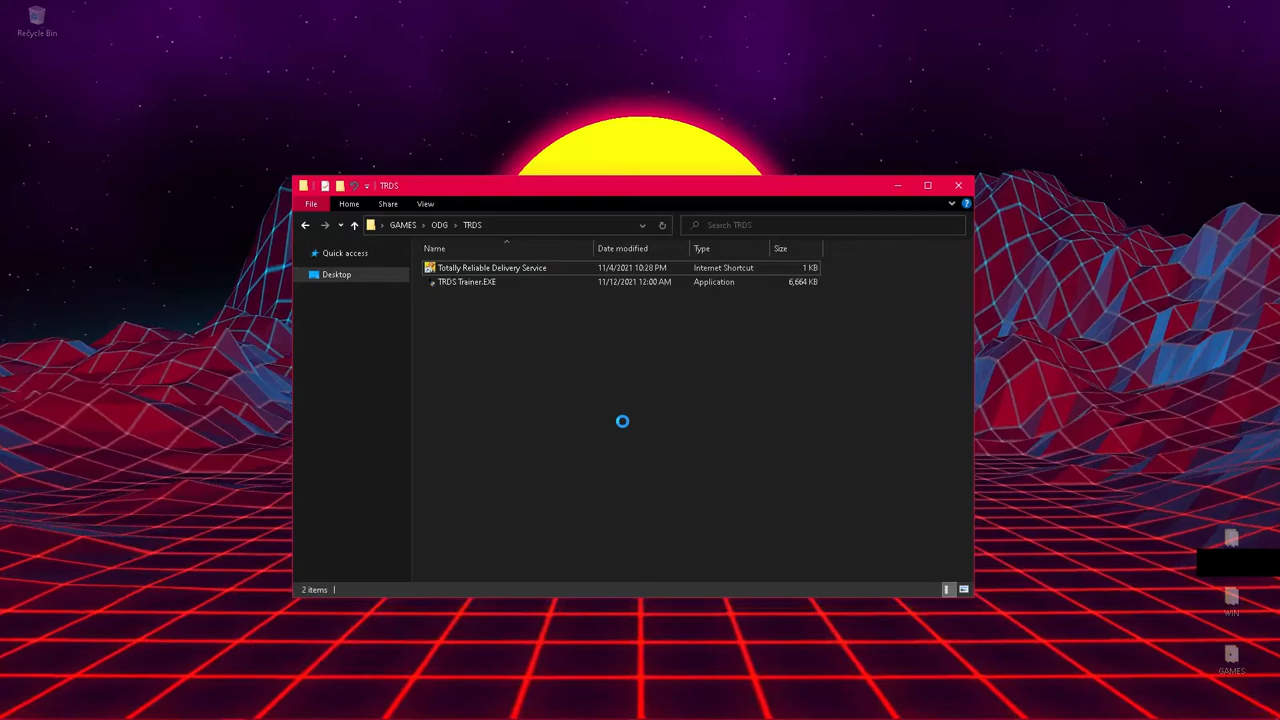 Recycle Bin
TRDS
File Home Share View
GAMES ODG TRDS
Search TRDS
Quick access
Desktop
Name Date modified Type Size
Totally Reliable Delivery Service 11/4/2021 10:28 PM Internet Shortcut 1 KB
TRDS Trainer.EXE 11/12/2021 12:00 AM Application 6,664 KB
2 items
WIN
GAMES